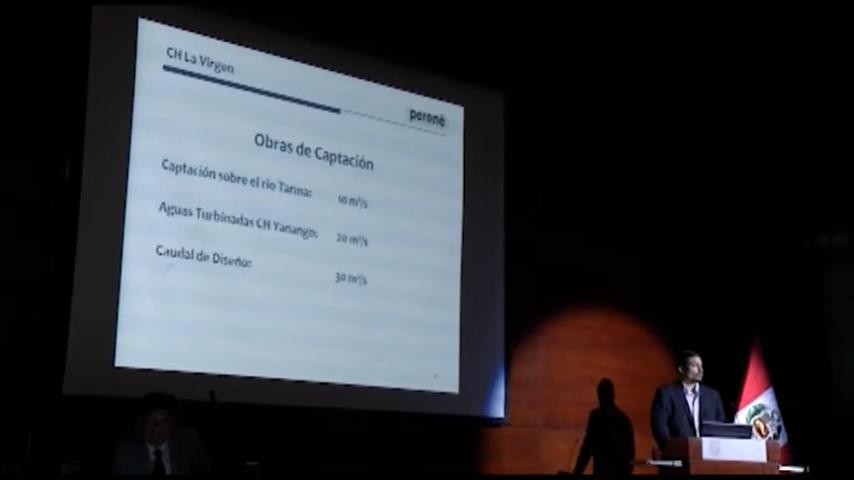 CH La Virgen
perené
Obras de Captación
Captación sobre el río Tarma: 10 m³/s
Aguas Turbinadas CH Yanango: 20 m³/s
Caudal de Diseño: 30 m³/s